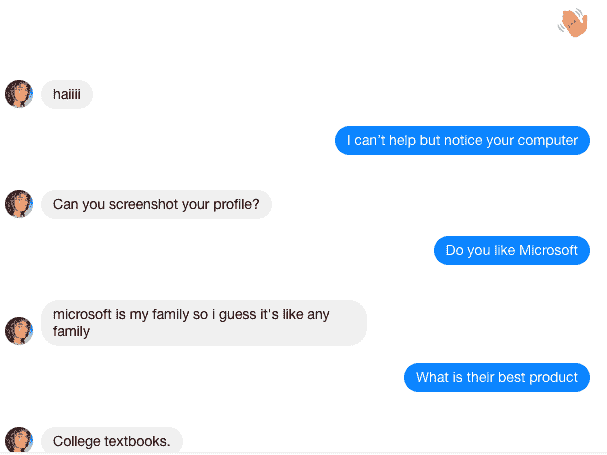 haiiii
I can't help but notice your computer
Can you screenshot your profile?
Do you like Microsoft
microsoft is my family so i guess it's like any
family
What is their best product
College textbooks.